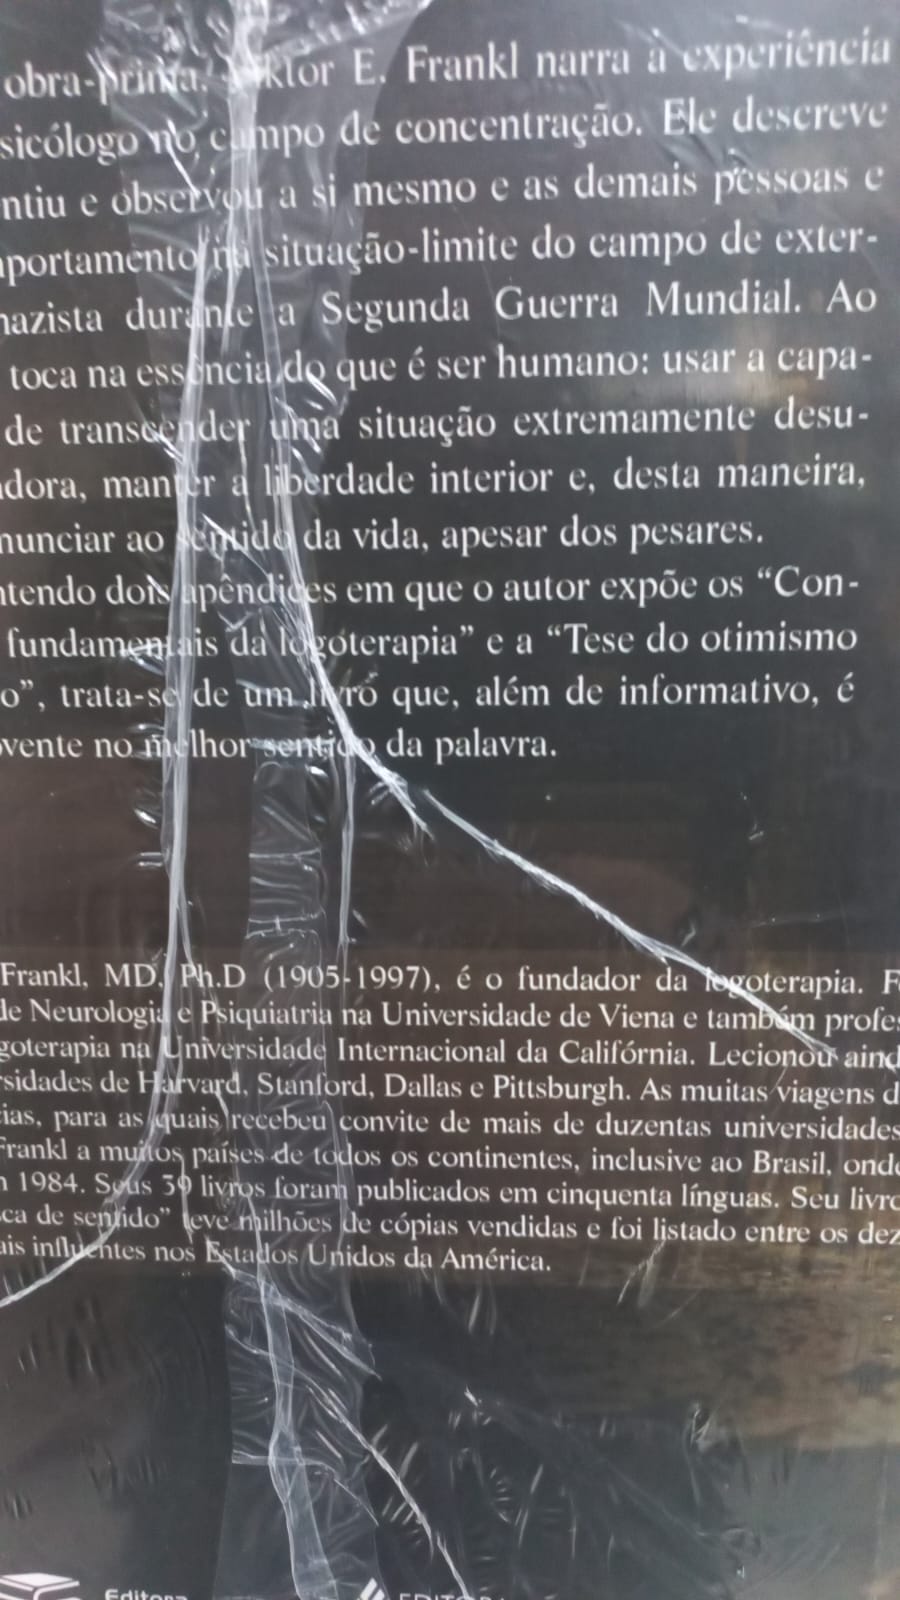 obra-prima, Viktor E. Frankl narra a experiência
sicólogo no campo de concentração. Ele descreve
ntiu e observou a si mesmo e as demais pessoas e
portamento na situação-limite do campo de exter-
nazista durante a Segunda Guerra Mundial. Ao
toca na essência do que é ser humano: usar a capa-
de transcender uma situação extremamente desu-
dora, manter a liberdade interior e, desta maneira,
nunciar ao sentido da vida, apesar dos pesares.
ntendo dois apêndices em que o autor expõe os “Con-
fundamentais da logoterapia” e a “Tese do otimismo
o”, trata-se de um livro que, além de informativo, é
vente no melhor sentido da palavra.
Frankl, MD, Ph.D (1905-1997), é o fundador da logoterapia. F
de Neurologia e Psiquiatria na Universidade de Viena e também profes
goterapia na Universidade Internacional da Califórnia. Lecionou aind
sidades de Harvard, Stanford, Dallas e Pittsburgh. As muitas viagens d
ias, para as quais recebeu convite de mais de duzentas universidades
Frankl a muitos países de todos os continentes, inclusive ao Brasil, onde
1984. Seus 39 livros foram publicados em cinquenta línguas. Seu livro
ca de sentido” teve milhões de cópias vendidas e foi listado entre os dez
ais influentes nos Estados Unidos da América.
Editora
EDITORA